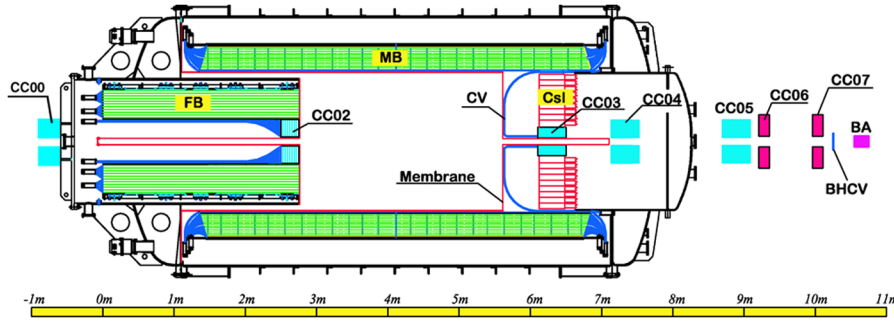 MB
CC00
FB
CC02
CV
CsI
CC03
CC04
CC05
CC06
CC07
BA
BHCV
Membrane
-1m 0m 1m 2m 3m 4m 5m 6m 7m 8m 9m 10m 11m